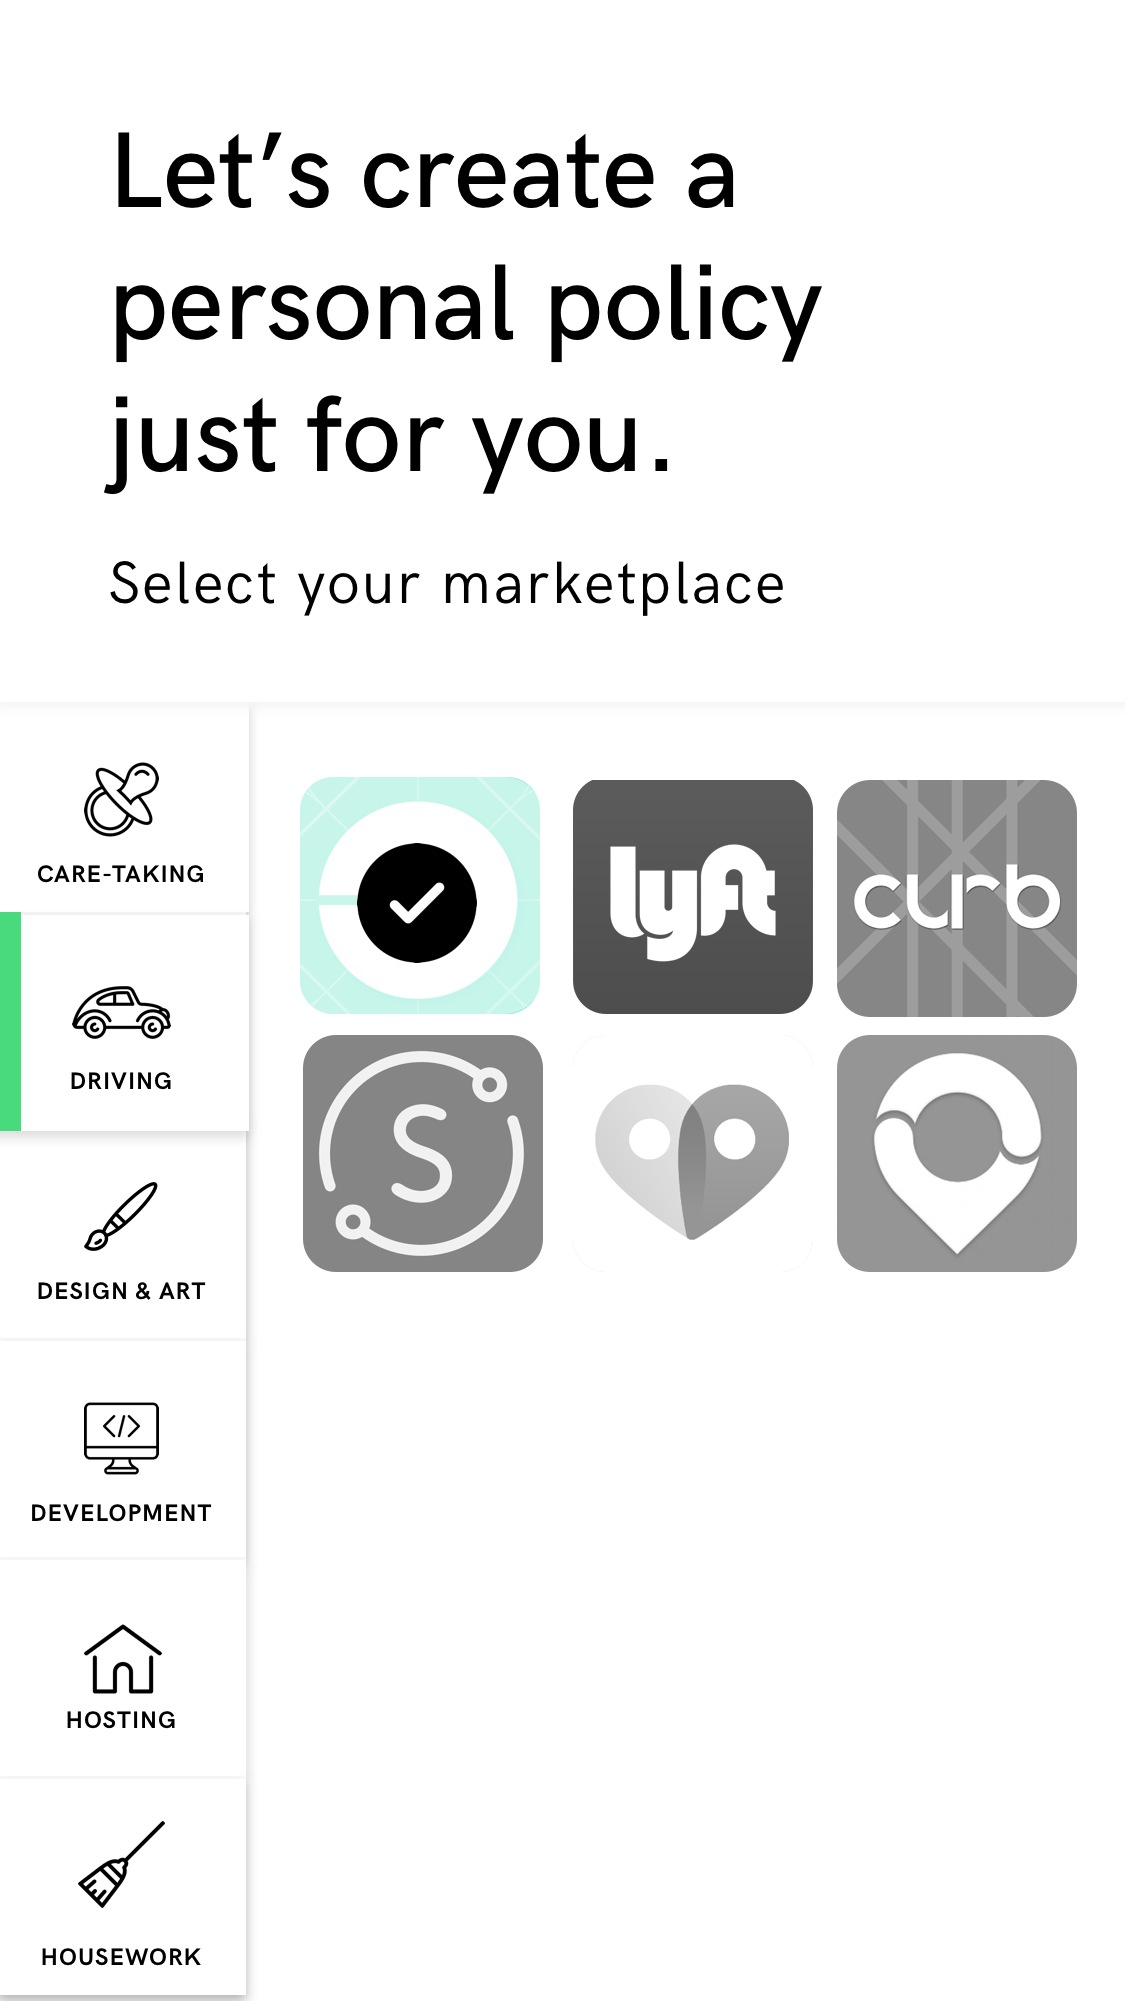 Let’s create a
personal policy
just for you.
Select your marketplace
CARE-TAKING
DRIVING
DESIGN & ART
DEVELOPMENT
HOSTING
HOUSEWORK
lyft
curb
S